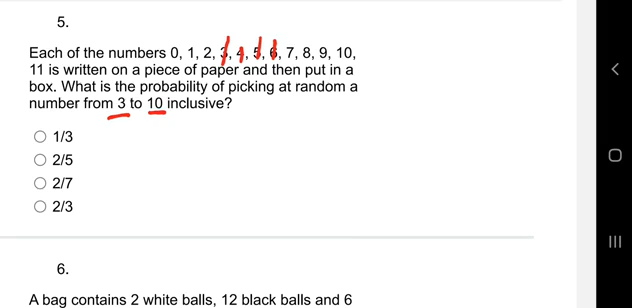 5.
Each of the numbers 0, 1, 2, 3, 4, 5, 6, 7, 8, 9, 10,
11 is written on a piece of paper and then put in a
box. What is the probability of picking at random a
number from 3 to 10 inclusive?
1/3
2/5
2/7
2/3
6.
A bag contains 2 white balls, 12 black balls and 6